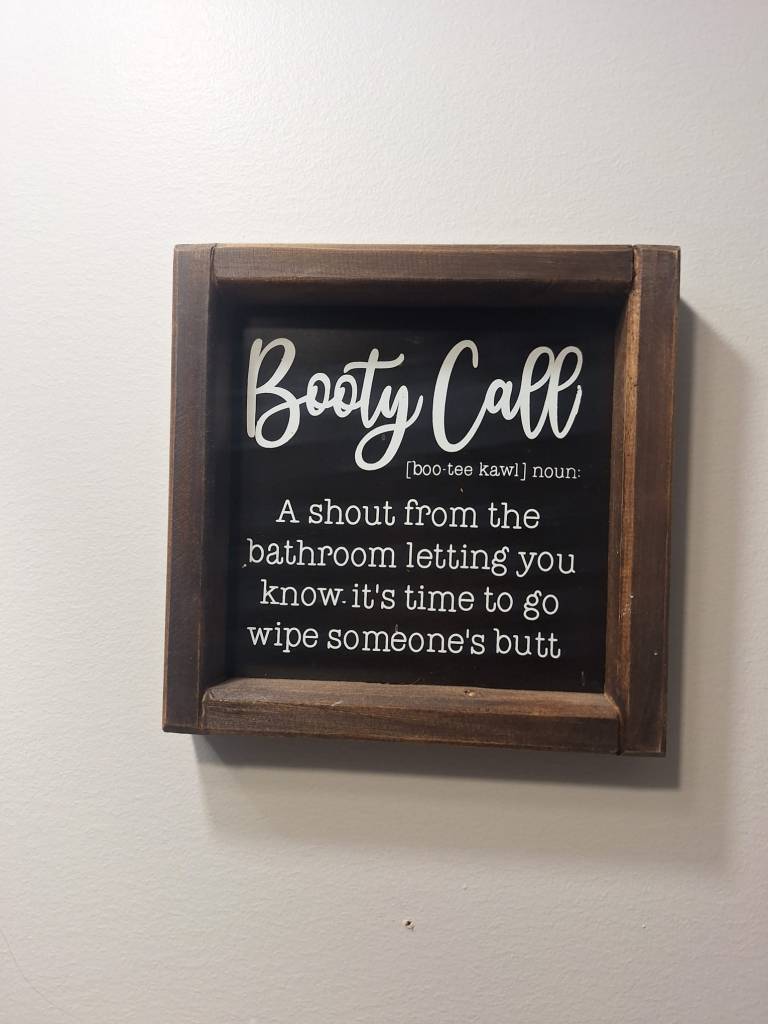 Booty Call
[boo-tee kawl] noun:
A shout from the
bathroom letting you
know it's time to go
wipe someone's butt